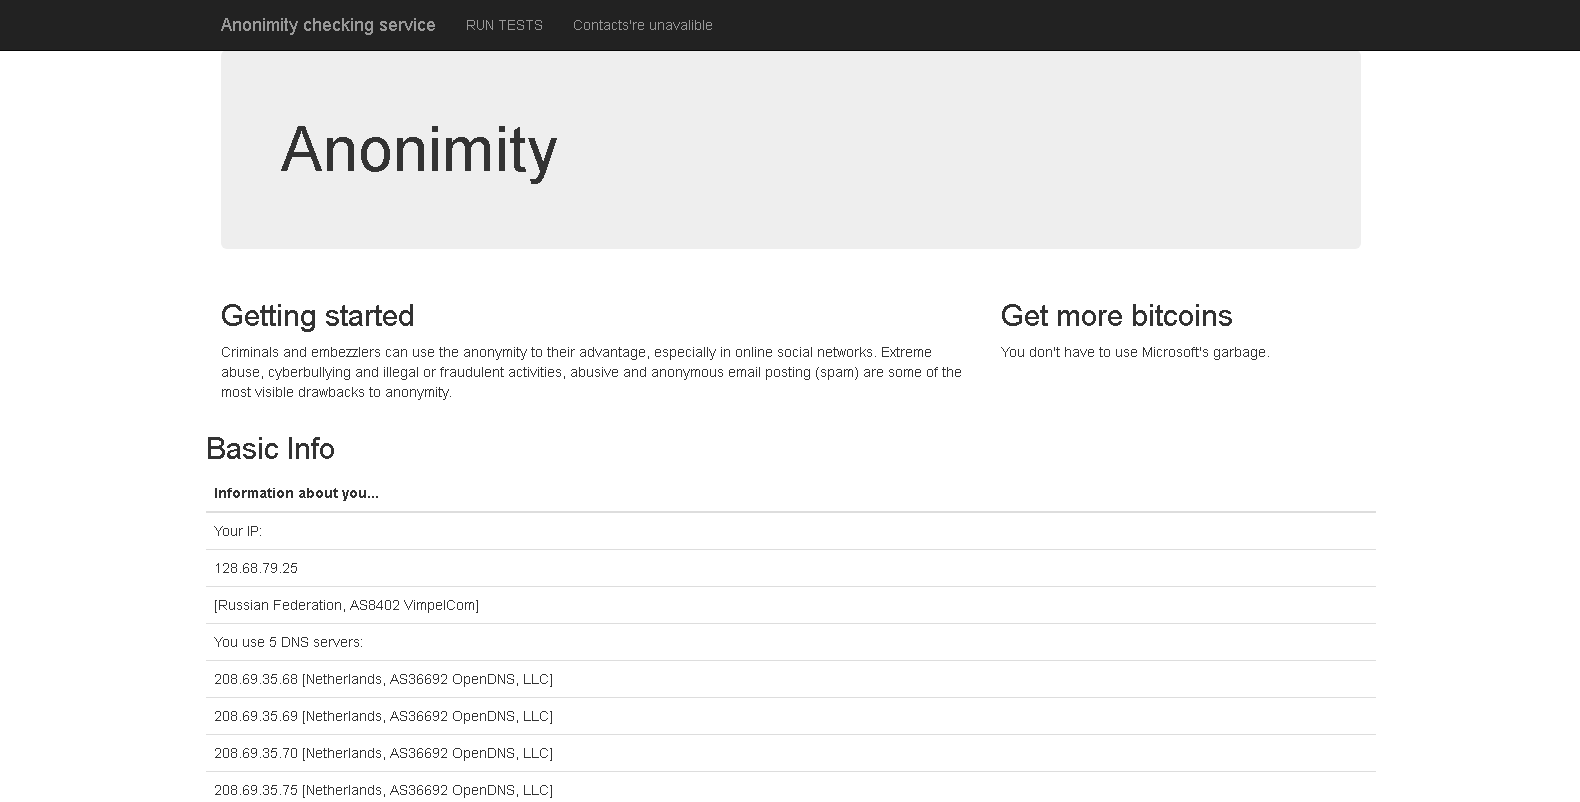 Anonimity checking service RUN TESTS Contacts're unavalible
Anonimity
Getting started
Criminals and embezzlers can use the anonymity to their advantage, especially in online social networks. Extreme
abuse, cyberbullying and illegal or fraudulent activities, abusive and anonymous email posting (spam) are some of the
most visible drawbacks to anonymity.
Get more bitcoins
You don't have to use Microsoft's garbage.
Basic Info
Information about you...
Your IP:
128.68.79.25
[Russian Federation, AS8402 VimpelCom]
You use 5 DNS servers:
208.69.35.68 [Netherlands, AS36692 OpenDNS, LLC]
208.69.35.69 [Netherlands, AS36692 OpenDNS, LLC]
208.69.35.70 [Netherlands, AS36692 OpenDNS, LLC]
208.69.35.75 [Netherlands, AS36692 OpenDNS, LLC]